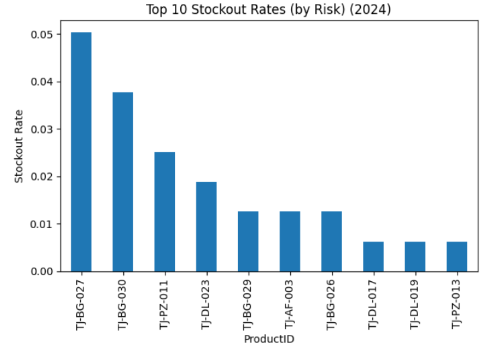 Top 10 Stockout Rates (by Risk) (2024)
Stockout Rate
0.05
0.04
0.03
0.02
0.01
0.00
TJ-BG-027
TJ-BG-030
TJ-PZ-011
TJ-DL-023
TJ-BG-029
TJ-AF-003
TJ-BG-026
TJ-DL-017
TJ-DL-019
TJ-PZ-013
ProductID